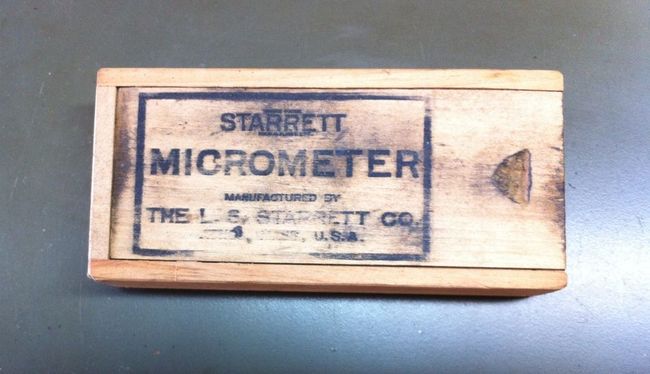 STARRETT
MICROMETER
MANUFACTURED BY
THE L. S. STARRETT CO.
U.S.A.